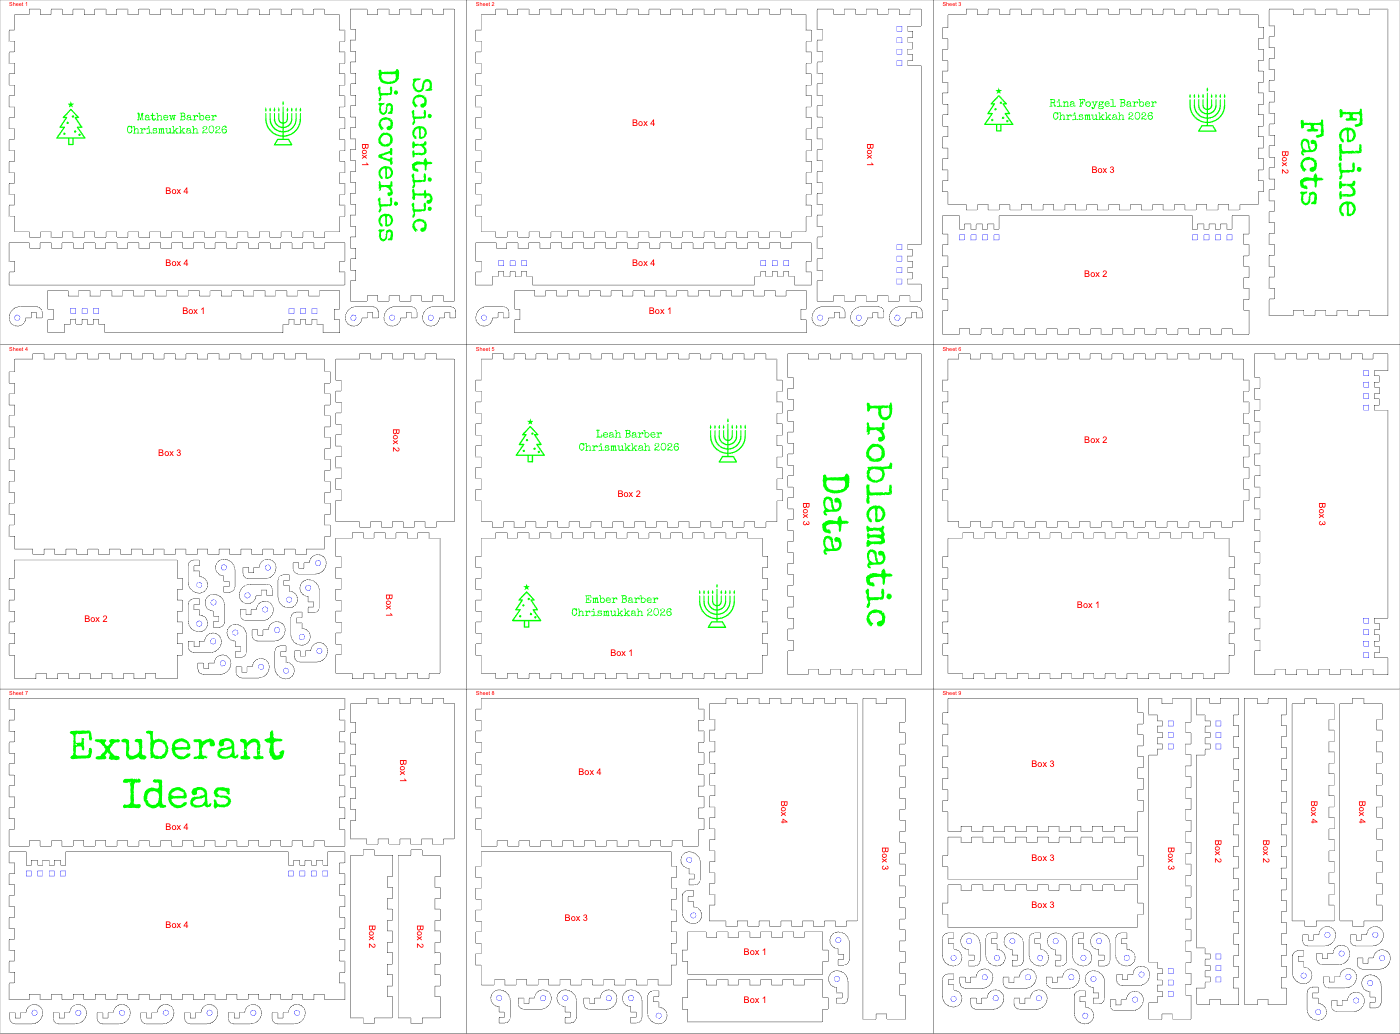 Sheet 1
Mathew Barber
Chrismukkah 2026
Box 4
Scientific
Discoveries
Box 1
Box 4
Box 1
Sheet 2
Box 4
Box 1
Box 4
Box 1
Sheet 3
Rina Foygel Barber
Chrismukkah 2026
Box 3
Feline
Facts
Box 2
Box 2
Sheet 4
Box 3
Box 2
Box 2
Box 1
Sheet 5
Leah Barber
Chrismukkah 2026
Box 2
Problematic
Data
Box 3
Ember Barber
Chrismukkah 2026
Box 1
Sheet 6
Box 2
Box 3
Box 1
Sheet 7
Exuberant
Ideas
Box 4
Box 1
Box 4
Box 2
Box 2
Sheet 8
Box 4
Box 4
Box 3
Box 3
Box 1
Box 1
Sheet 9
Box 3
Box 3
Box 3
Box 3
Box 2
Box 2
Box 4
Box 4